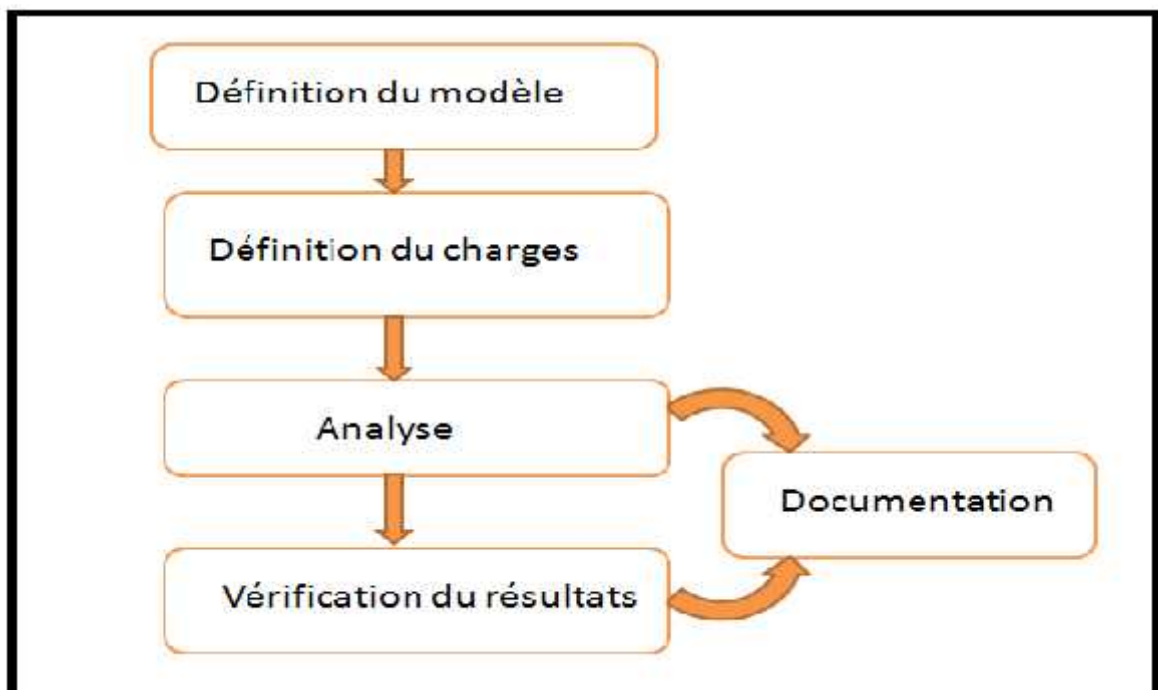 Définition du modèle
Définition du charges
Analyse
Documentation
Vérification du résultats